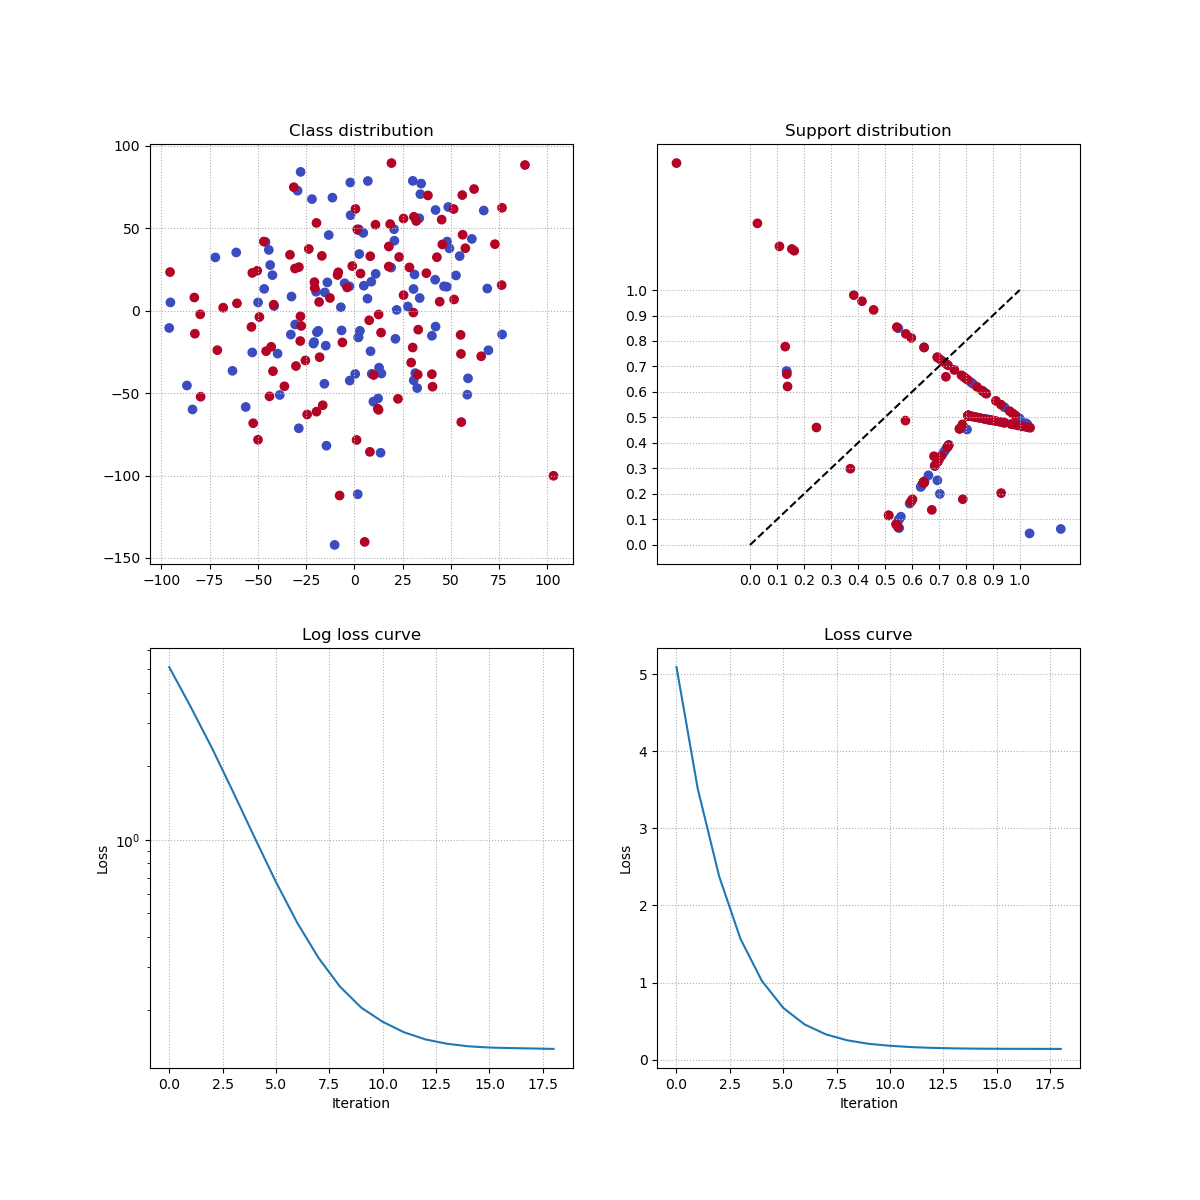 Class distribution
100
50
0
−50
−100
−150
−100 −75 −50 −25 0 25 50 75 100
Support distribution
1.0
0.9
0.8
0.7
0.6
0.5
0.4
0.3
0.2
0.1
0.0
0.0 0.1 0.2 0.3 0.4 0.5 0.6 0.7 0.8 0.9 1.0
Log loss curve
10⁰
Loss
0.0 2.5 5.0 7.5 10.0 12.5 15.0 17.5
Iteration
Loss curve
5
4
3
2
1
0
Loss
0.0 2.5 5.0 7.5 10.0 12.5 15.0 17.5
Iteration